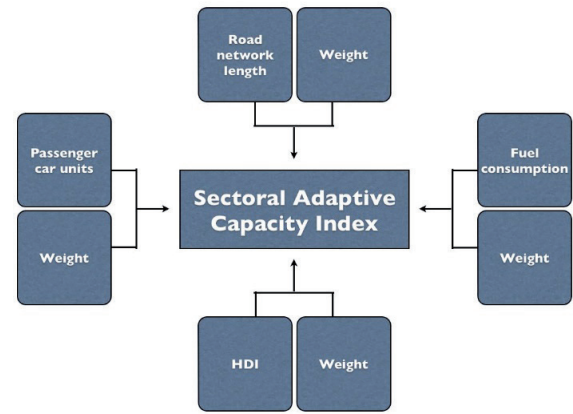 Road
network
length
Weight
Passenger
car units
Weight
Sectoral Adaptive
Capacity Index
Fuel
consumption
Weight
HDI
Weight